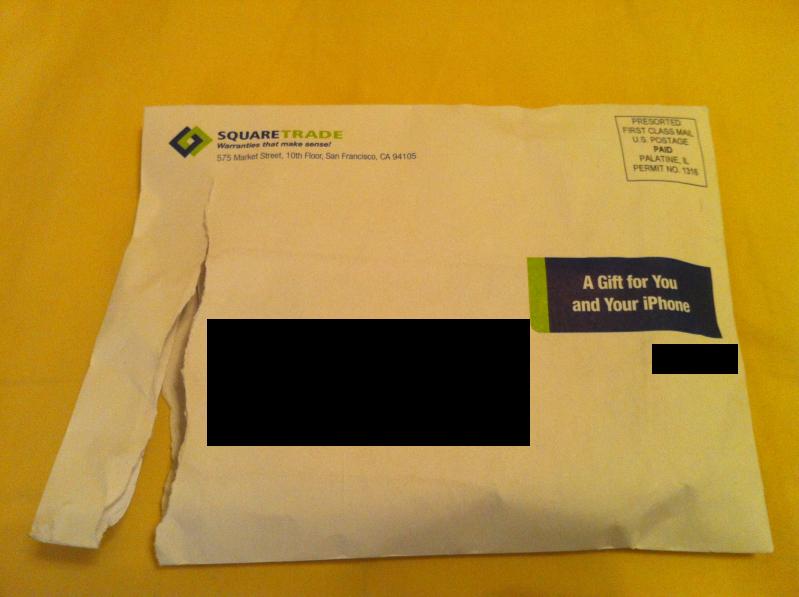 SQUARETRADE
Warranties that make sense!
575 Market Street, 10th Floor, San Francisco, CA 94105
PRESORTED
FIRST CLASS MAIL
U.S. POSTAGE
PAID
PALATINE, IL
PERMIT NO. 1316
A Gift for You
and Your iPhone